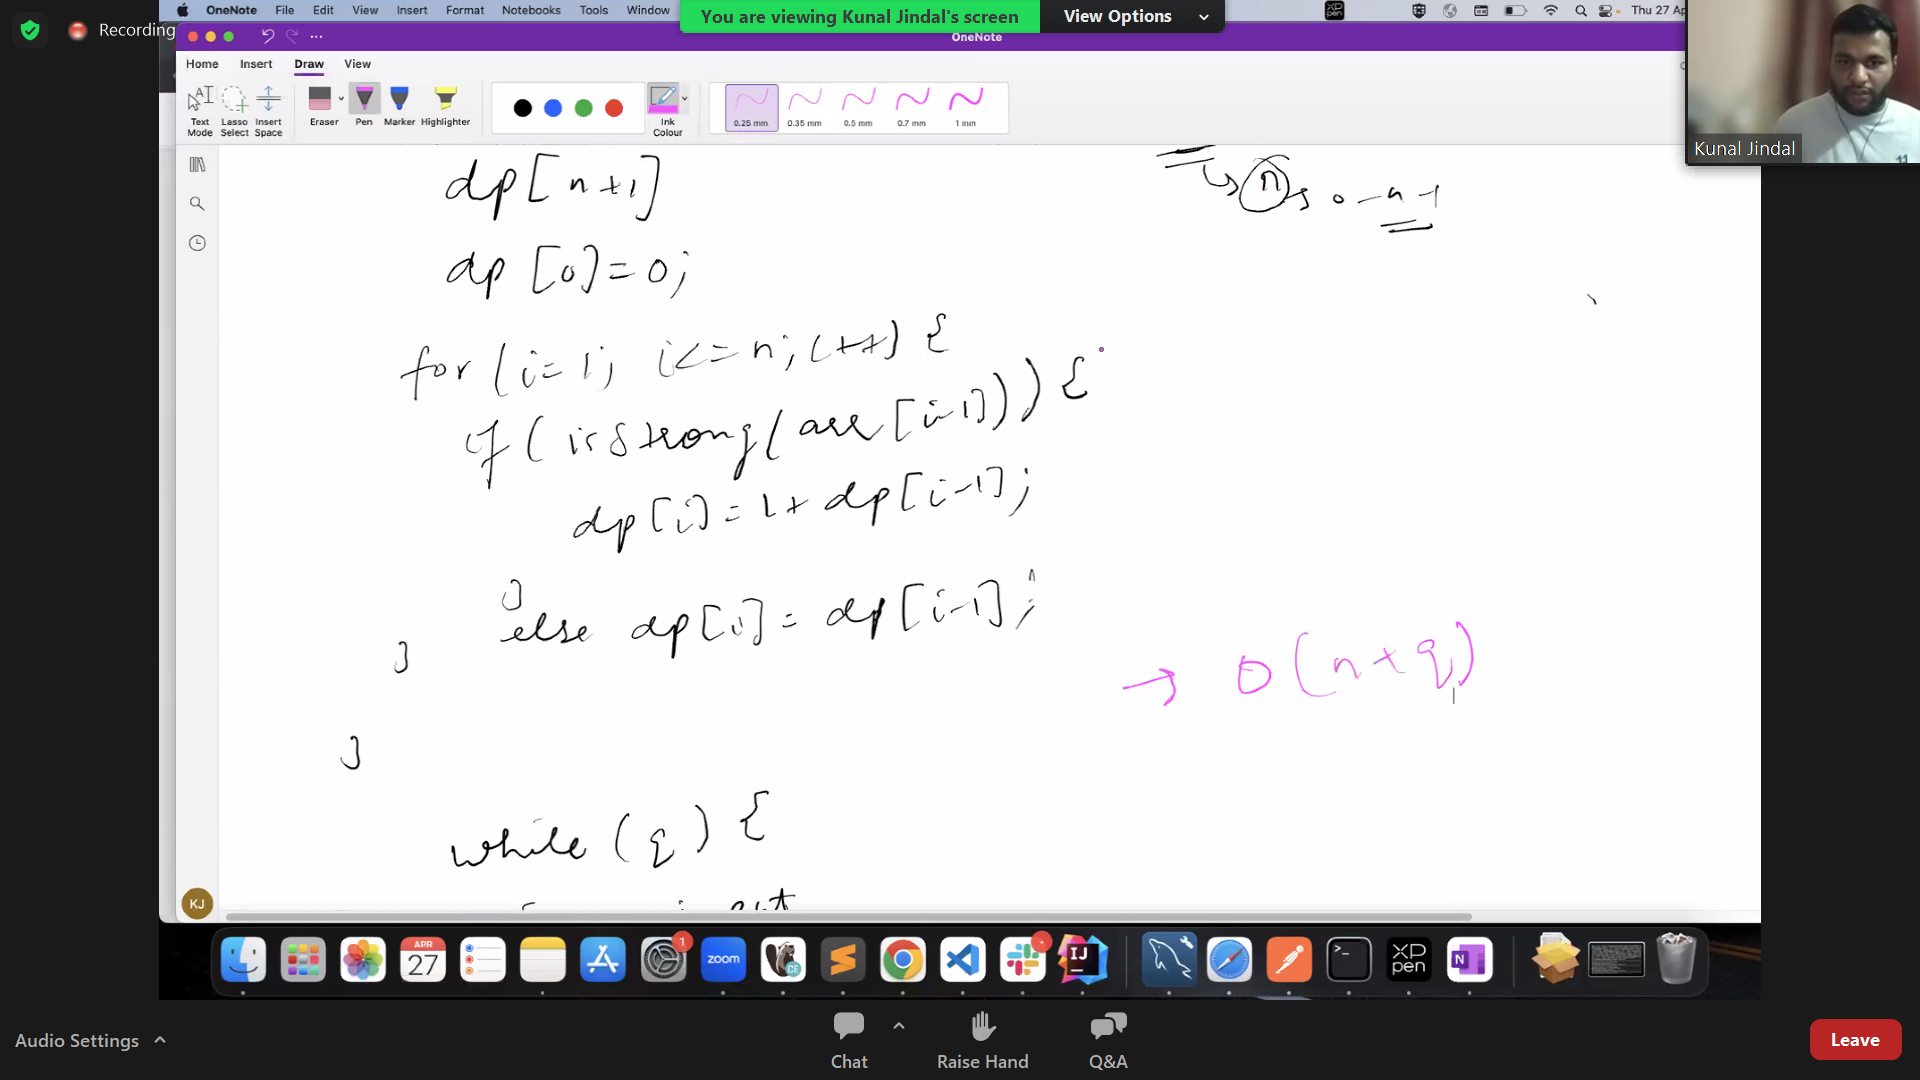 Recording
OneNote File Edit View Insert Format Notebooks Tools Window
You are viewing Kunal Jindal's screen View Options
Thu 27 Ap
OneNote
Home Insert Draw View
Text Mode
Lasso Select
Insert Space
Eraser
Pen
Marker
Highlighter
Ink Colour
0.25 mm
0.35 mm
0.5 mm
0.7 mm
1 mm
Kunal Jindal
dp[n+1]
n → 0 – n-1
dp[0]=0;
for(i=1; i<=n; i++) {
if(isStrong(arr[i-1])) {
dp[i]=1+dp[i-1];
}
else dp[i]=dp[i-1];
}
→ O(n+q)
}
while(q) {
KJ
APR
27
1
zoom
CE
IJ
>_
XP
pen
N
Audio Settings
Chat
Raise Hand
Q&A
Leave